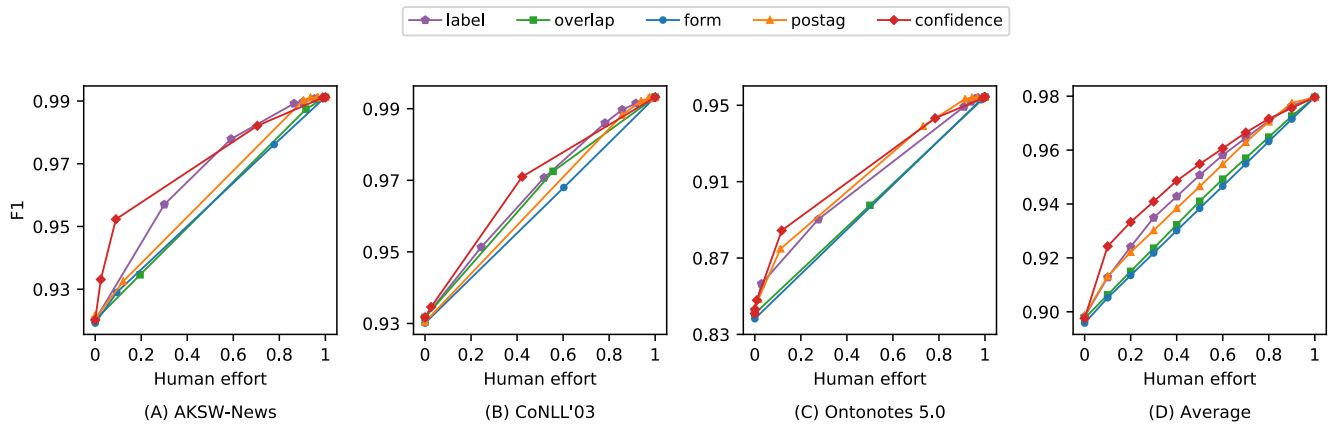 label overlap form postag confidence
F1
0.99
0.97
0.95
0.93
0 0.2 0.4 0.6 0.8 1
Human effort
(A) AKSW-News
0.99
0.97
0.95
0.93
0 0.2 0.4 0.6 0.8 1
Human effort
(B) CoNLL'03
0.95
0.91
0.87
0.83
0 0.2 0.4 0.6 0.8 1
Human effort
(C) Ontonotes 5.0
0.98
0.96
0.94
0.92
0.90
0 0.2 0.4 0.6 0.8 1
Human effort
(D) Average